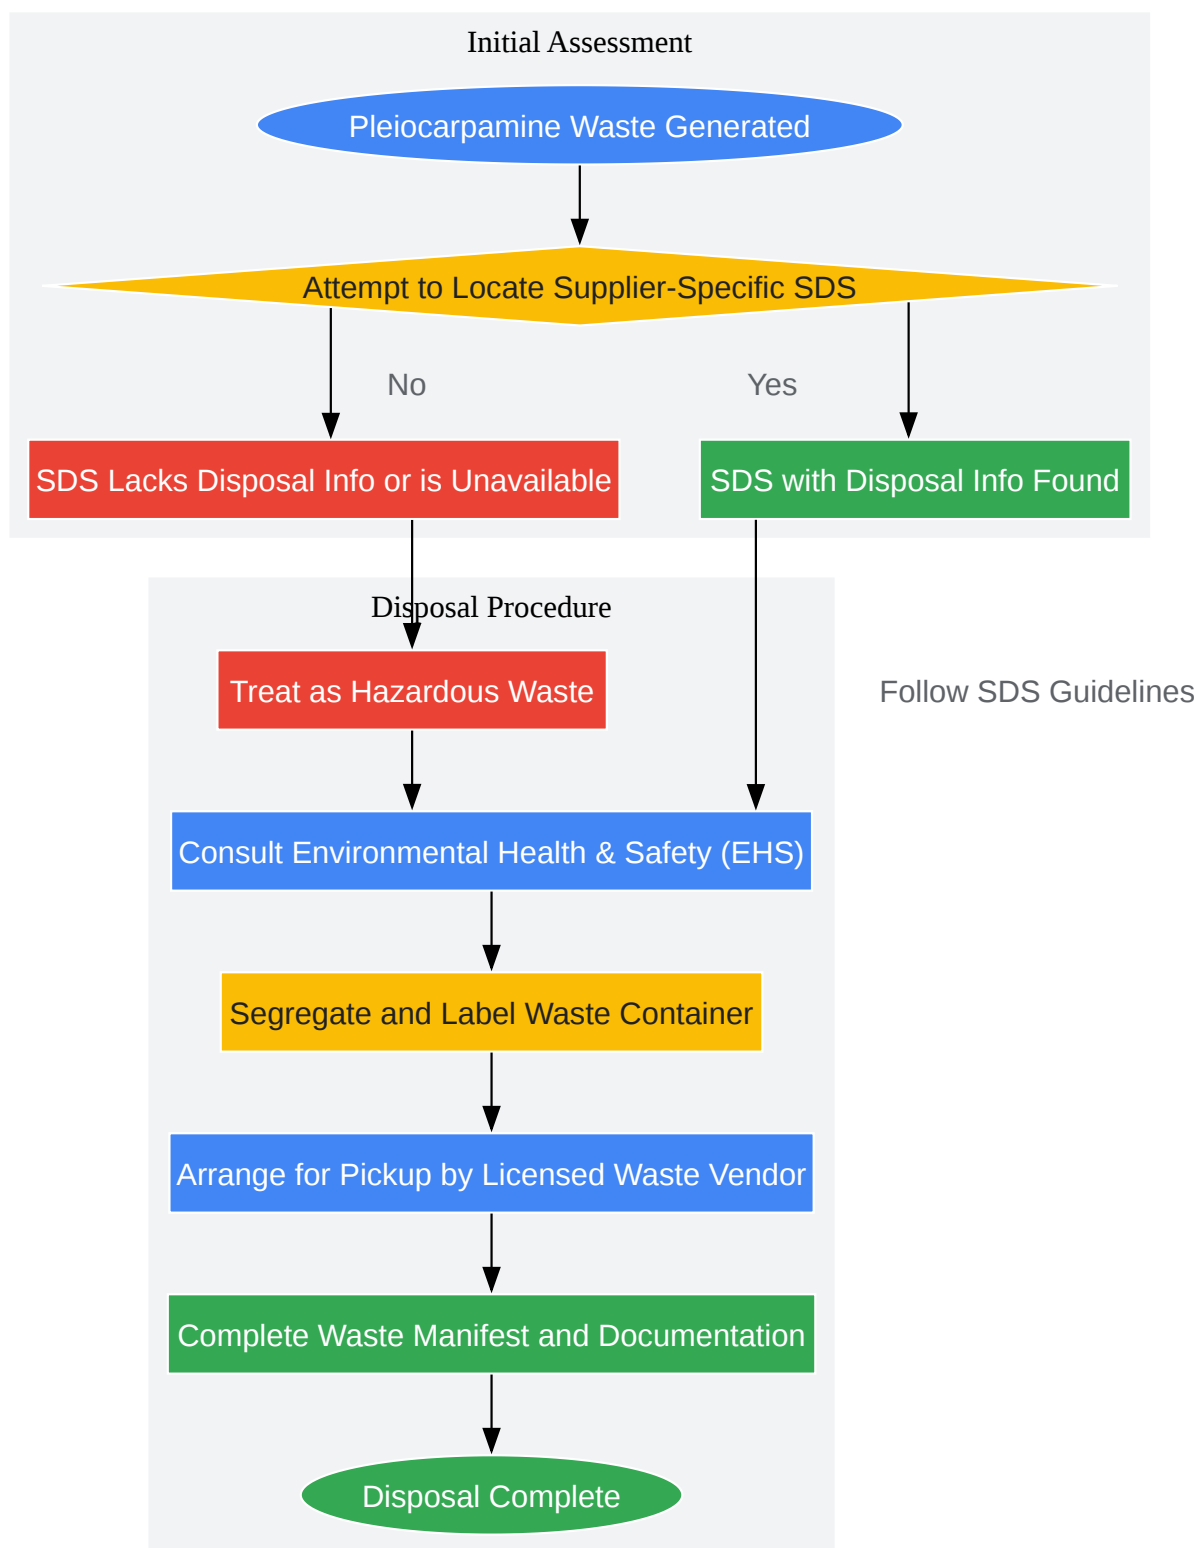 Initial Assessment
Pleiocarpamine Waste Generated
Attempt to Locate Supplier-Specific SDS
No
Yes
SDS Lacks Disposal Info or is Unavailable
SDS with Disposal Info Found
Disposal Procedure
Treat as Hazardous Waste
Follow SDS Guidelines
Consult Environmental Health & Safety (EHS)
Segregate and Label Waste Container
Arrange for Pickup by Licensed Waste Vendor
Complete Waste Manifest and Documentation
Disposal Complete